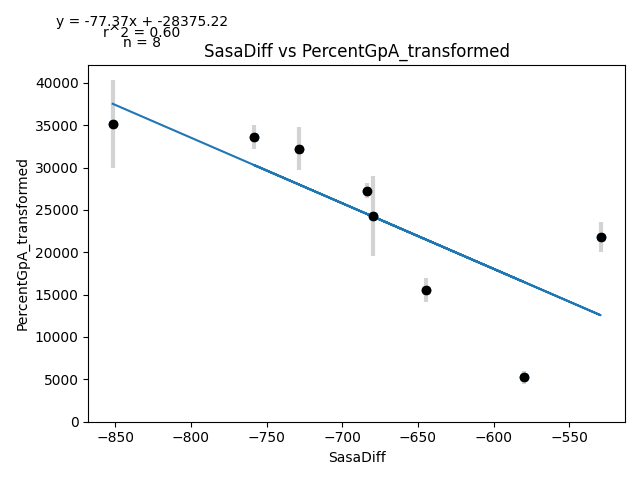 y = -77.37x + -28375.22
r^2 = 0.60
n = 8
SasaDiff vs PercentGpA_transformed
PercentGpA_transformed
40000
35000
30000
25000
20000
15000
10000
5000
0
−850
−800
−750
−700
−650
−600
−550
SasaDiff